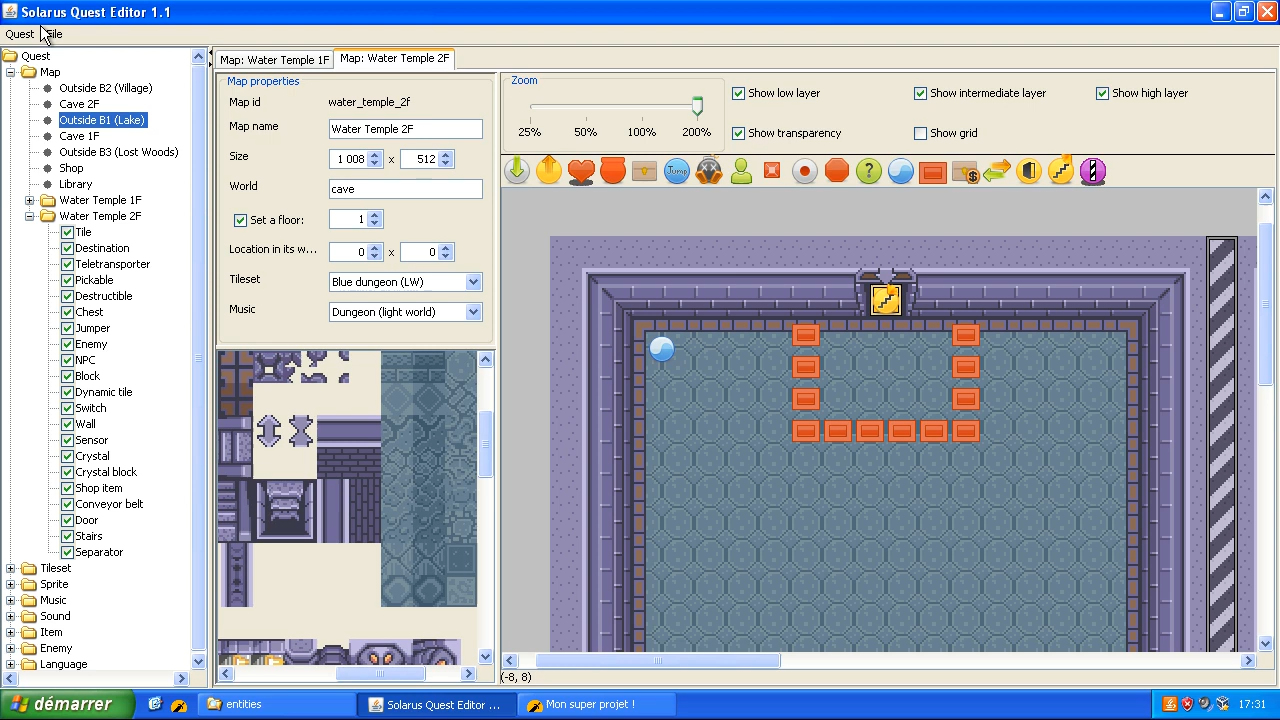 Solarus Quest Editor 1.1
Quest File
Quest
Map
Outside B2 (Village)
Cave 2F
Outside B1 (Lake)
Cave 1F
Outside B3 (Lost Woods)
Shop
Library
Water Temple 1F
Water Temple 2F
Tile
Destination
Teletransporter
Pickable
Destructible
Chest
Jumper
Enemy
NPC
Block
Dynamic tile
Switch
Wall
Sensor
Crystal
Crystal block
Shop item
Conveyor belt
Door
Stairs
Separator
Tileset
Sprite
Music
Sound
Item
Enemy
Language
Map: Water Temple 1F
Map: Water Temple 2F
Map properties
Map id water_temple_2f
Map name Water Temple 2F
Size 1 008 x 512
World cave
Set a floor: 1
Location in its w... 0 x 0
Tileset Blue dungeon (LW)
Music Dungeon (light world)
Zoom
25% 50% 100% 200%
Show low layer Show intermediate layer Show high layer
Show transparency Show grid
Jump
?
$
(-8, 8)
démarrer
entities
Solarus Quest Editor ...
Mon super projet !
17:31